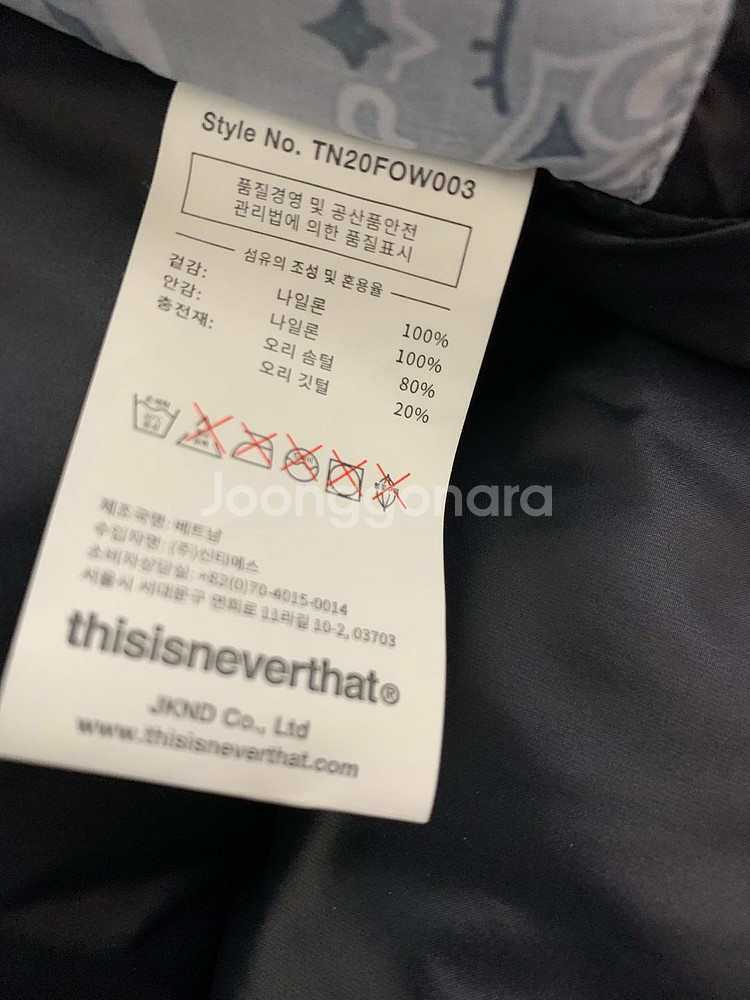 Style No. TN20FOW003
품질경영 및 공산품안전
관리법에 의한 품질표시
섬유의 조성 및 혼용율
겉감: 나일론 100%
안감: 나일론 100%
충전재: 오리 솜털 80%
오리 깃털 20%
손세탁
제조국명: 베트남
수입자명: (주)신티에스
소비자상담실: +82(0)70-4015-0014
서울시 서대문구 연희로 11라길 10-2, 03703
thisisneverthat®
JKND Co., Ltd
www.thisisneverthat.com
Joonggonara